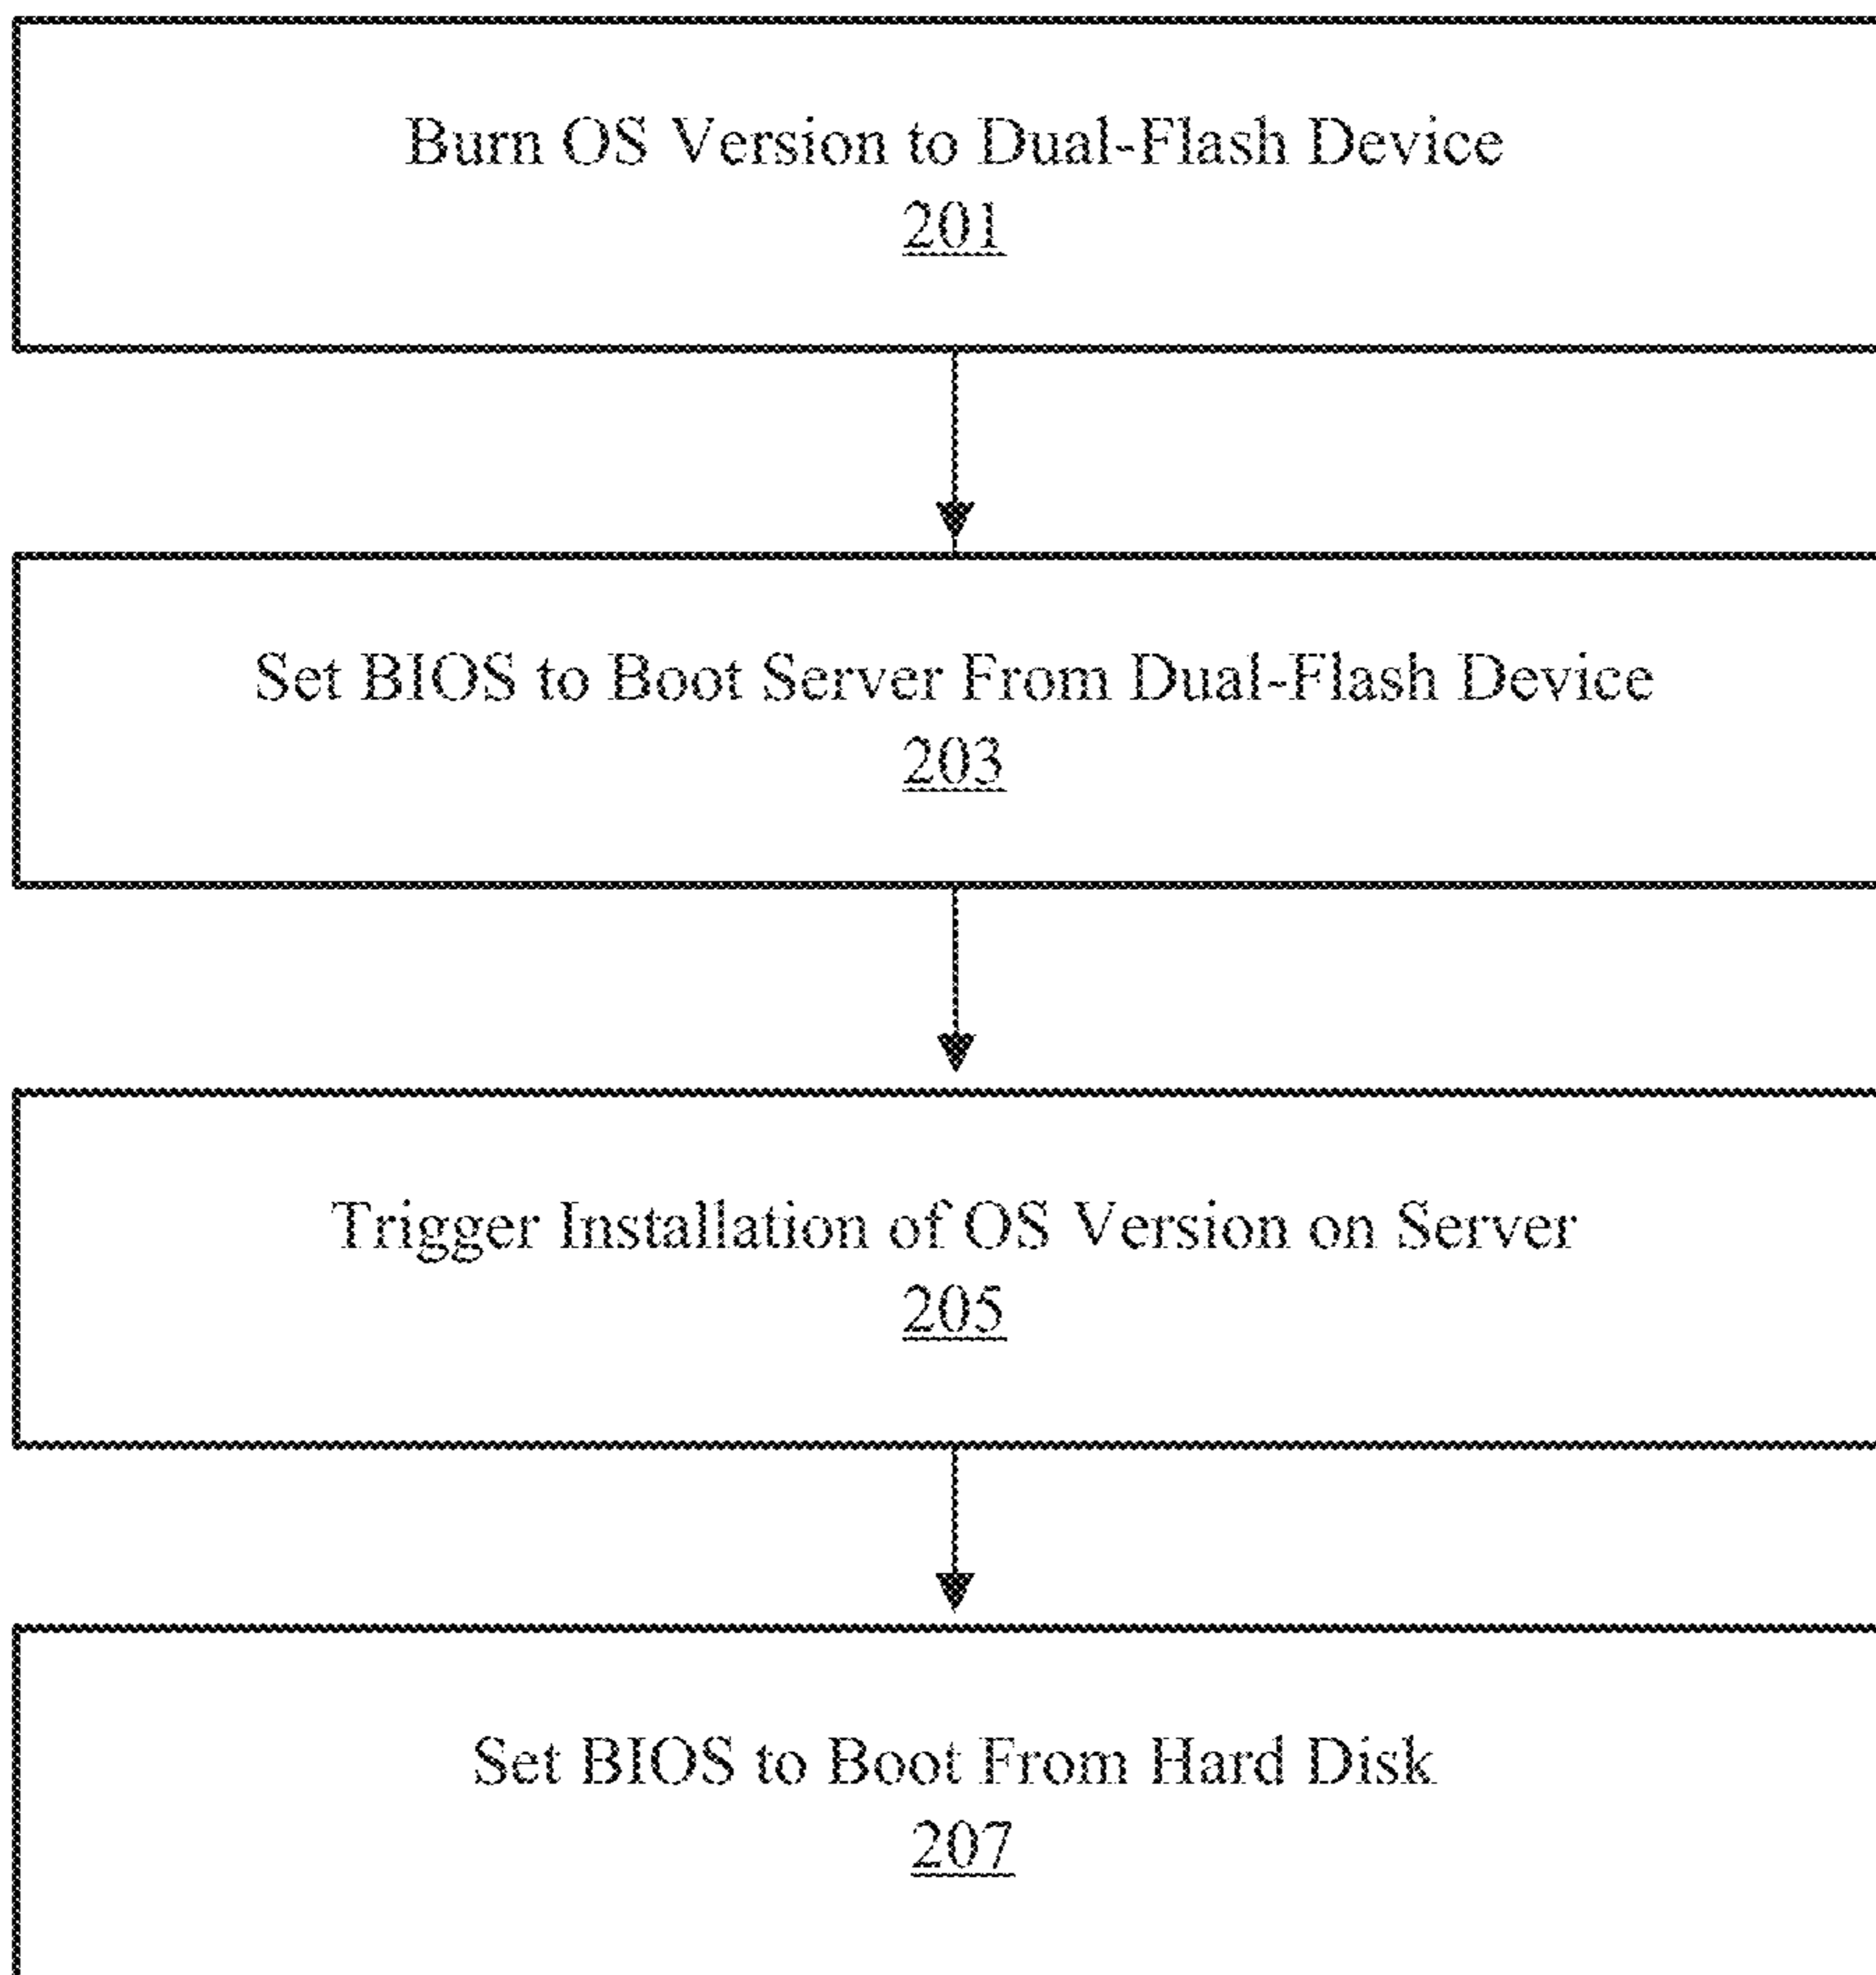 Burn OS Version to Dual-Flash Device
201
Set BIOS to Boot Server From Dual-Flash Device
203
Trigger Installation of OS Version on Server
205
Set BIOS to Boot From Hard Disk
207